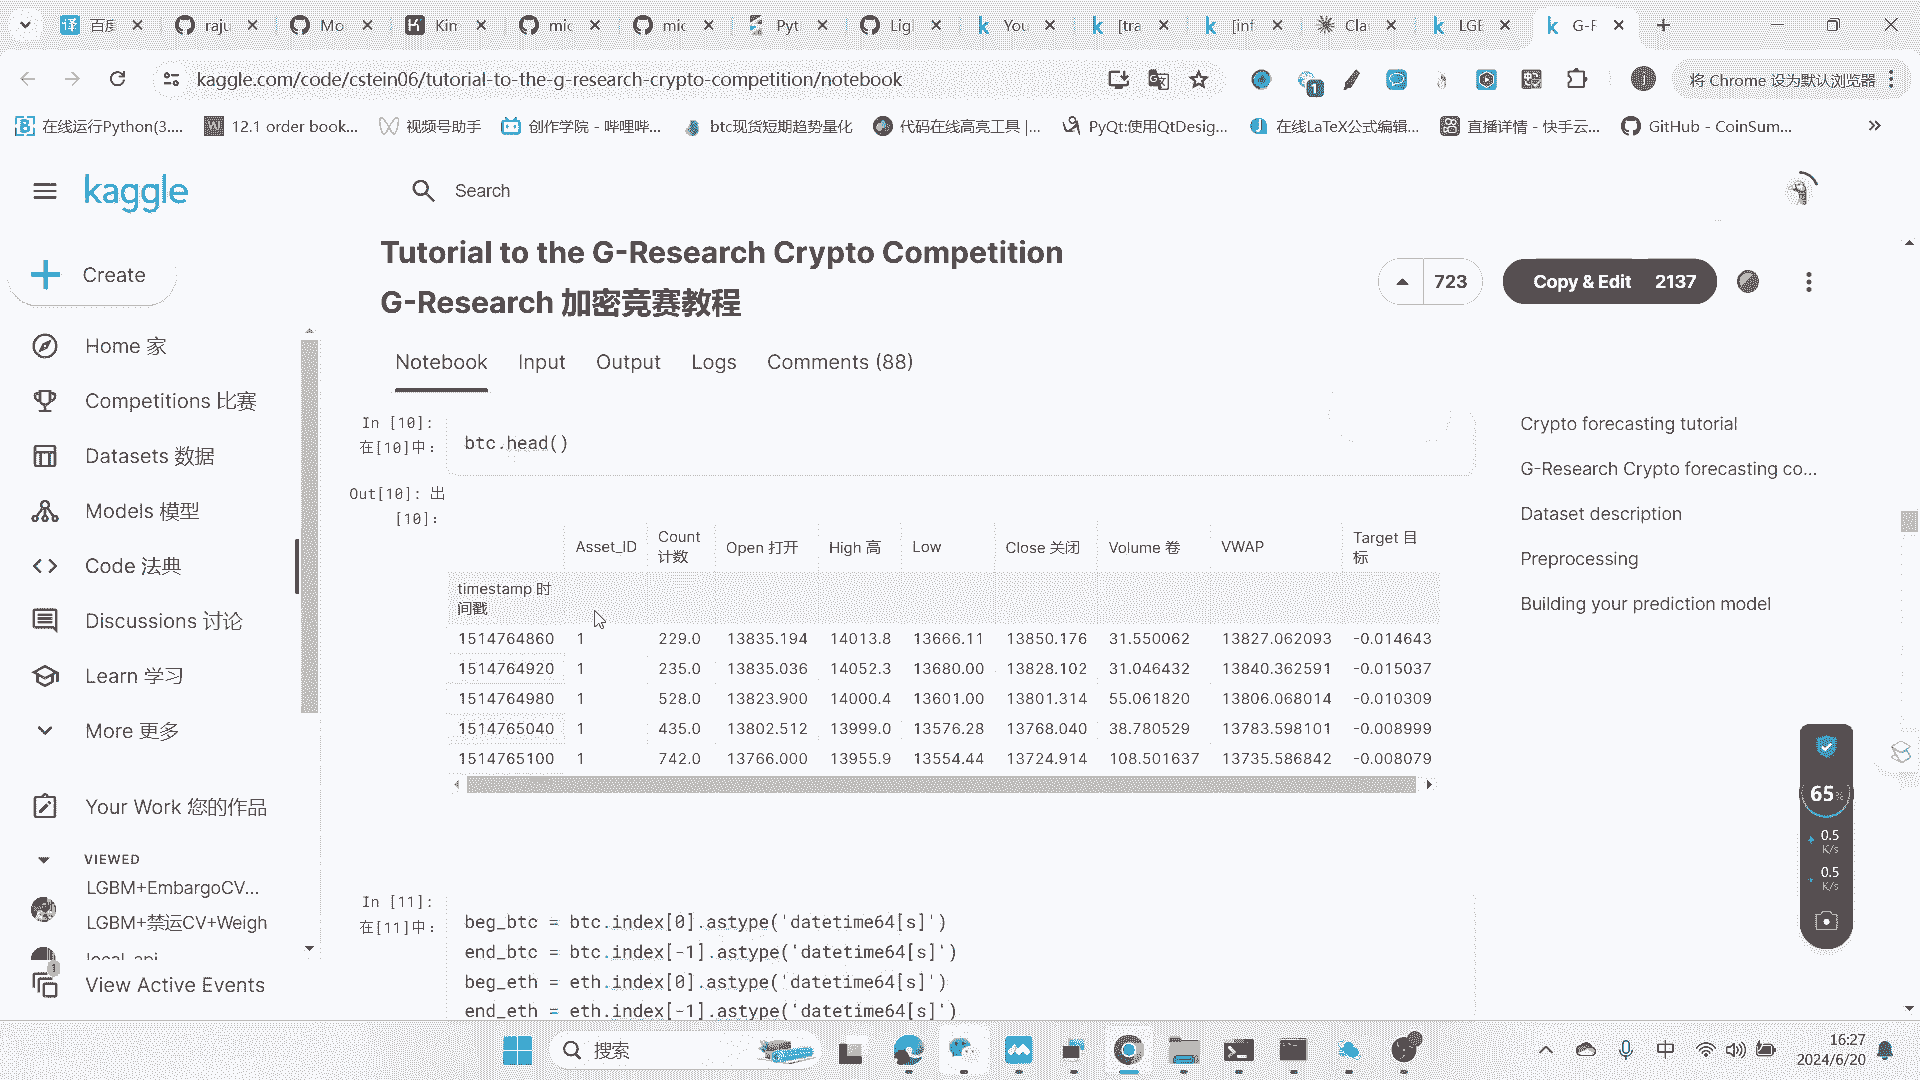 百度
raju
Mo
Kin
mic
mic
Pyt
Ligl
You
[tra
[inf
Cla
LGE
G-F
kaggle.com/code/cstein06/tutorial-to-the-g-research-crypto-competition/notebook
1
将 Chrome 设为默认浏览器
在线运行Python(3....
12.1 order book...
视频号助手
创作学院 - 哔哩哔...
btc现货短期趋势量化
代码在线高亮工具 |...
PyQt:使用QtDesig...
在线LaTeX公式编辑...
直播详情 - 快手云...
GitHub - CoinSum...
kaggle
Search
Create
Home 家
Competitions 比赛
Datasets 数据
Models 模型
Code 法典
Discussions 讨论
Learn 学习
More 更多
Your Work 您的作品
VIEWED
LGBM+EmbargoCV...
LGBM+禁运CV+Weigh
local_api
1
View Active Events
Tutorial to the G-Research Crypto Competition
G-Research 加密竞赛教程
723
Copy & Edit 2137
Notebook Input Output Logs Comments (88)
In [10]:
在[10]中:
btc.head()
Out[10]: 出
[10]:
Asset_ID Count 计数 Open 打开 High 高 Low Close 关闭 Volume 卷 VWAP Target 目标
timestamp 时
间戳
1514764860 1 229.0 13835.194 14013.8 13666.11 13850.176 31.550062 13827.062093 -0.014643
1514764920 1 235.0 13835.036 14052.3 13680.00 13828.102 31.046432 13840.362591 -0.015037
1514764980 1 528.0 13823.900 14000.4 13601.00 13801.314 55.061820 13806.068014 -0.010309
1514765040 1 435.0 13802.512 13999.0 13576.28 13768.040 38.780529 13783.598101 -0.008999
1514765100 1 742.0 13766.000 13955.9 13554.44 13724.914 108.501637 13735.586842 -0.008079
In [11]:
在[11]中:
beg_btc = btc.index[0].astype('datetime64[s]')
end_btc = btc.index[-1].astype('datetime64[s]')
beg_eth = eth.index[0].astype('datetime64[s]')
end_eth = eth.index[-1].astype('datetime64[s]')
Crypto forecasting tutorial
G-Research Crypto forecasting co...
Dataset description
Preprocessing
Building your prediction model
65%
0.5
K/s
0.5
K/s
搜索
中
16:27
2024/6/20